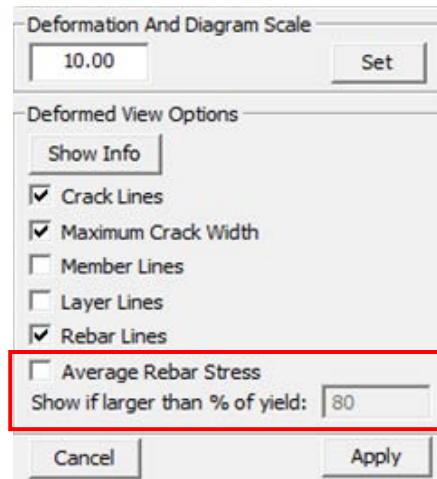 Deformation And Diagram Scale
10.00 Set
Deformed View Options
Show Info
Crack Lines
Maximum Crack Width
Member Lines
Layer Lines
Rebar Lines
Average Rebar Stress
Show if larger than % of yield: 80
Cancel Apply